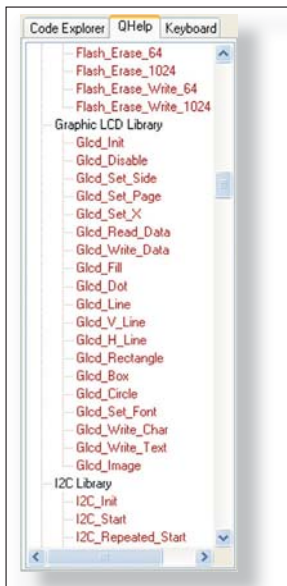 Code Explorer QHelp Keyboard
Flash_Erase_64
Flash_Erase_1024
Flash_Erase_Write_64
Flash_Erase_Write_1024
Graphic LCD Library
Glcd_Init
Glcd_Disable
Glcd_Set_Side
Glcd_Set_Page
Glcd_Set_X
Glcd_Read_Data
Glcd_Write_Data
Glcd_Fill
Glcd_Dot
Glcd_Line
Glcd_V_Line
Glcd_H_Line
Glcd_Rectangle
Glcd_Box
Glcd_Circle
Glcd_Set_Font
Glcd_Write_Char
Glcd_Write_Text
Glcd_Image
I2C Library
I2C_Init
I2C_Start
I2C_Repeated_Start